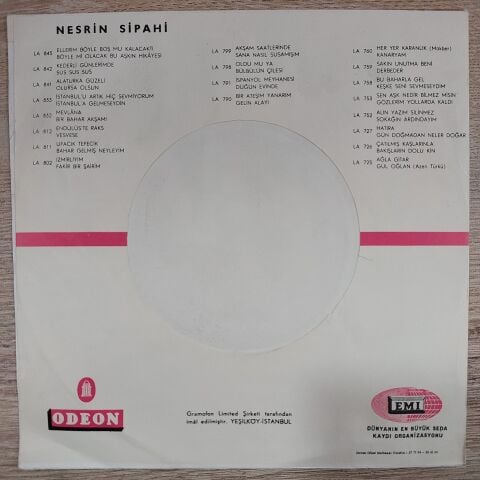 NESRİN SİPAHİ
LA 845 ELLERİM BÖYLE BOŞ MU KALACAKTI
BÖYLE Mİ OLACAK BU AŞKIN HİKÂYESİ
LA 842 KEDERLİ GÜNLERİMDE
SUS SUS SUS
LA 841 ALATURKA GÜZELİ
OLURSA OLSUN
LA 833 İSTANBUL'U ARTIK HİÇ SEVMİYORUM
İSTANBUL'A GELMESEYDİN
LA 832 MEVLÂNA
BİR BAHAR AKŞAMI
LA 812 ENDÜLÜSTE RAKS
VESVESE
LA 811 UFACIK TEFECİK
BAHAR GELMİŞ NEYLEYİM
LA 802 İZMİRLİYİM
FAKİR BİR ŞAİRİM
LA 799 AKŞAM SAATLERİNDE
SANA NASIL SUSAMIŞIM
LA 798 OLDU MU YA
BÜLBÜLÜN ÇİLESİ
LA 791 İSPANYOL MEYHANESİ
DÜĞÜN EVİNDE
LA 790 BİR ATEŞİM YANARIM
GELİN ALAYI
LA 760 HER YER KARANLIK (Makber)
KANARYAM
LA 759 SAKIN UNUTMA BENİ
DERBEDER
LA 758 BU BAHARLA GEL
KEŞKE SENİ SEVMESEYDİM
LA 753 SEN AŞK NEDİR BİLMEZ MİSİN
GÖZLERİM YOLLARDA KALDI
LA 752 ALIN YAZIM SİLİNMEZ
SOKAĞIN ARDINDAYIM
LA 727 HATIRA
GÜN DOĞMADAN NELER DOĞAR
LA 726 ÇATILMIŞ KAŞLARINLA
BAKIŞLARIN DOLU KİN
LA 725 AĞLA GİTAR
GÜL OĞLAN (Azeri Türkü)
ODEON
Gramofon Limited Şirketi tarafından
imâl edilmiştir. YEŞİLKÖY-İSTANBUL
EMI
DÜNYANIN EN BÜYÜK SEDA
KAYDI ORGANİZASYONU